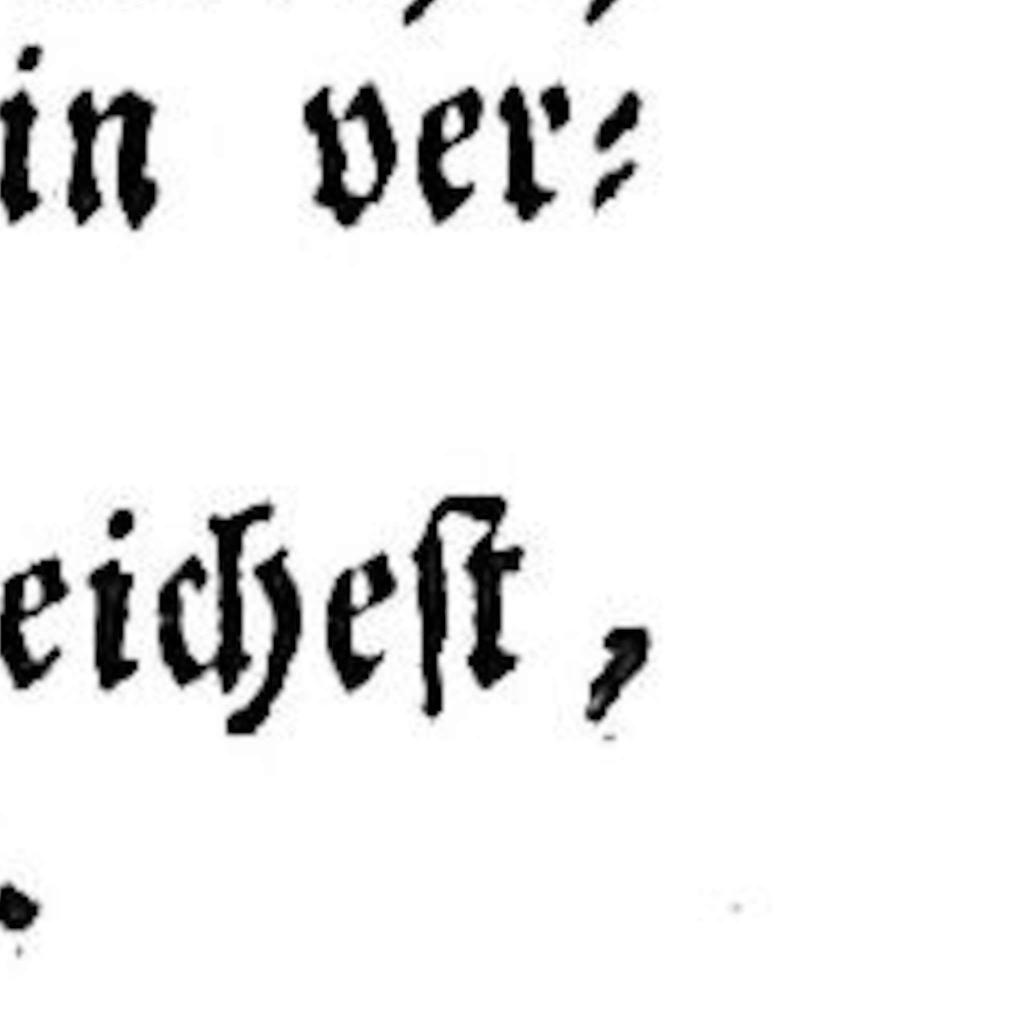 in ver⸗
eicheſt,
.